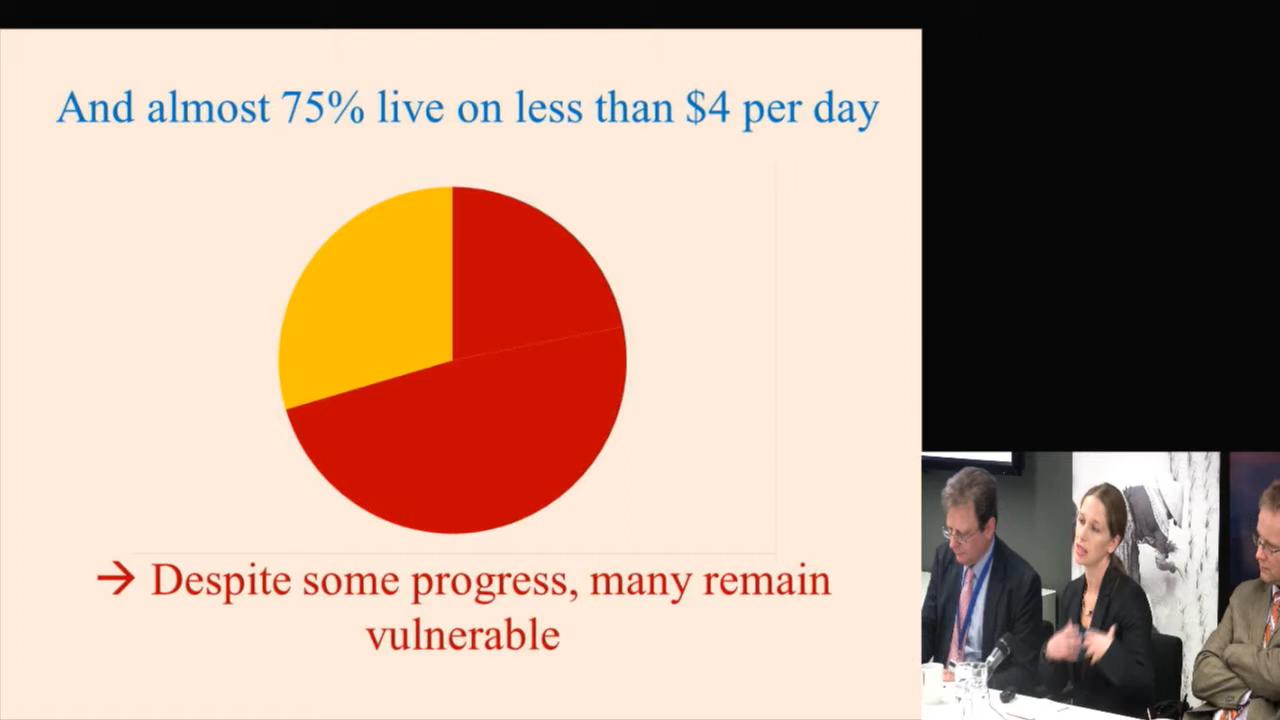 And almost 75% live on less than $4 per day
→ Despite some progress, many remain
vulnerable